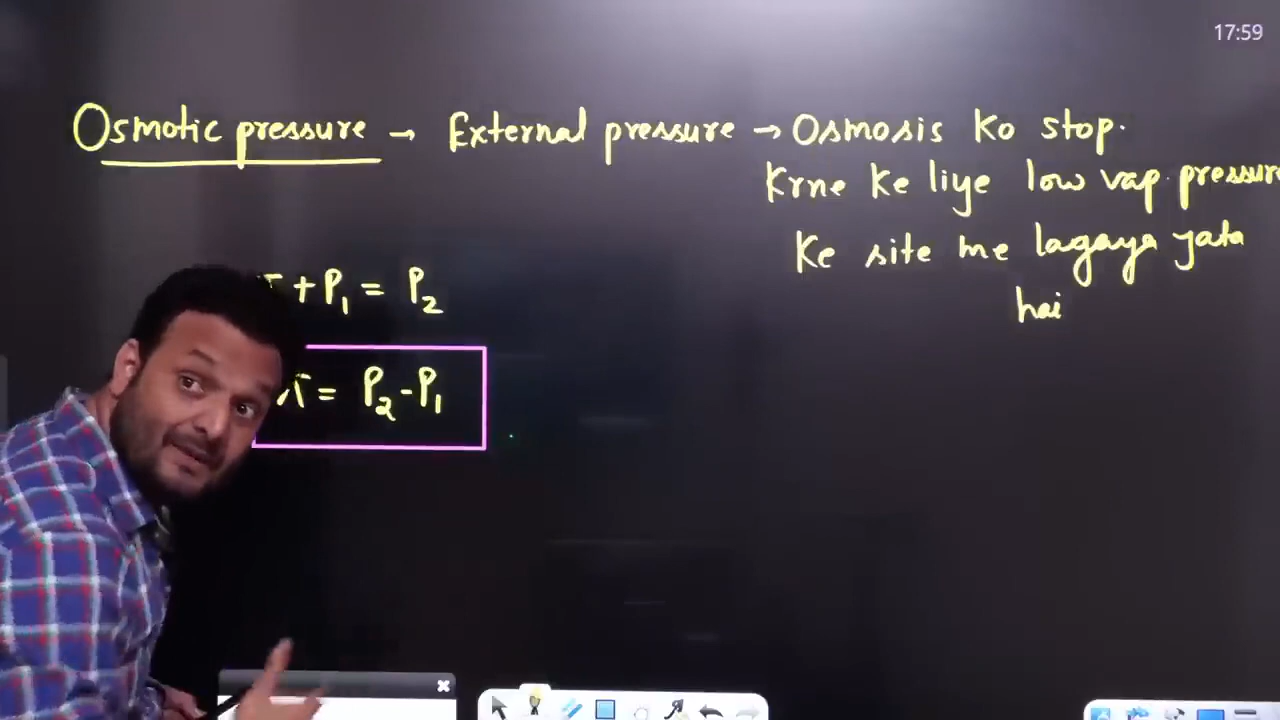 17:59
Osmotic pressure → External pressure → Osmosis Ko stop.
Krne Ke liye low vap. pressure
Ke site me lagaya jata
hai
+ P₁ = P₂
π = P₂ - P₁